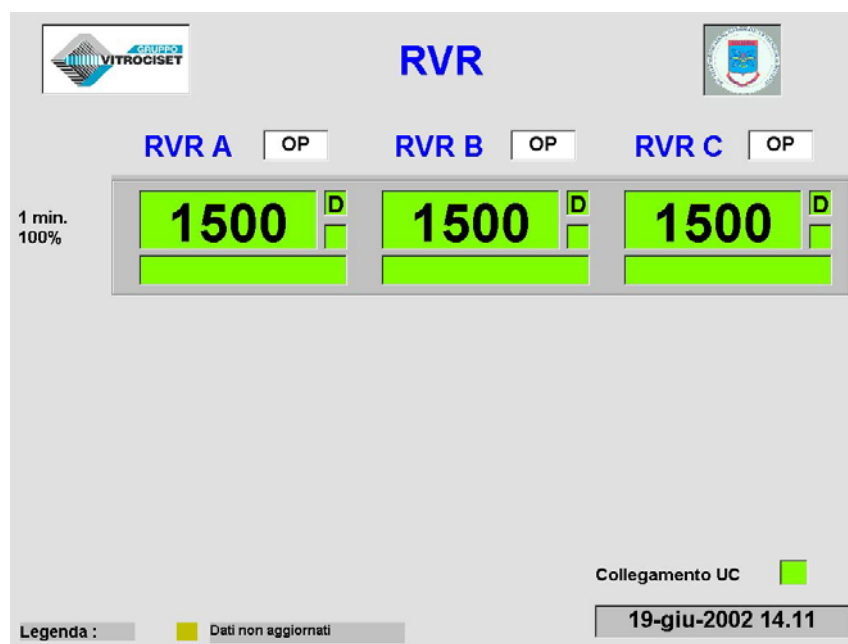 GRUPPO
VITROCISET
RVR
RVR A OP RVR B OP RVR C OP
1 min.
100%
1500 D 1500 D 1500 D
Collegamento UC
19-giu-2002 14.11
Legenda : Dati non aggiornati